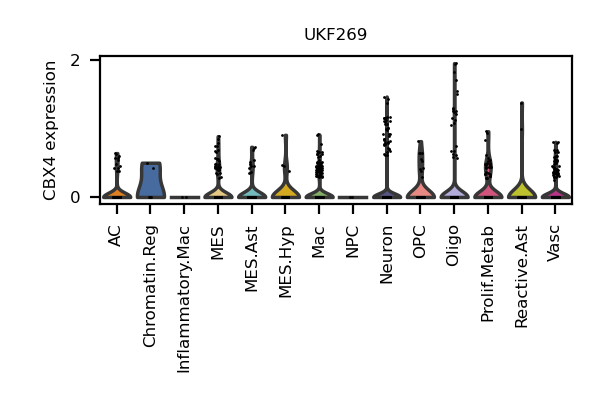 UKF269
CBX4 expression
2
0
AC
Chromatin.Reg
Inflammatory.Mac
MES
MES.Ast
MES.Hyp
Mac
NPC
Neuron
OPC
Oligo
Prolif.Metab
Reactive.Ast
Vasc